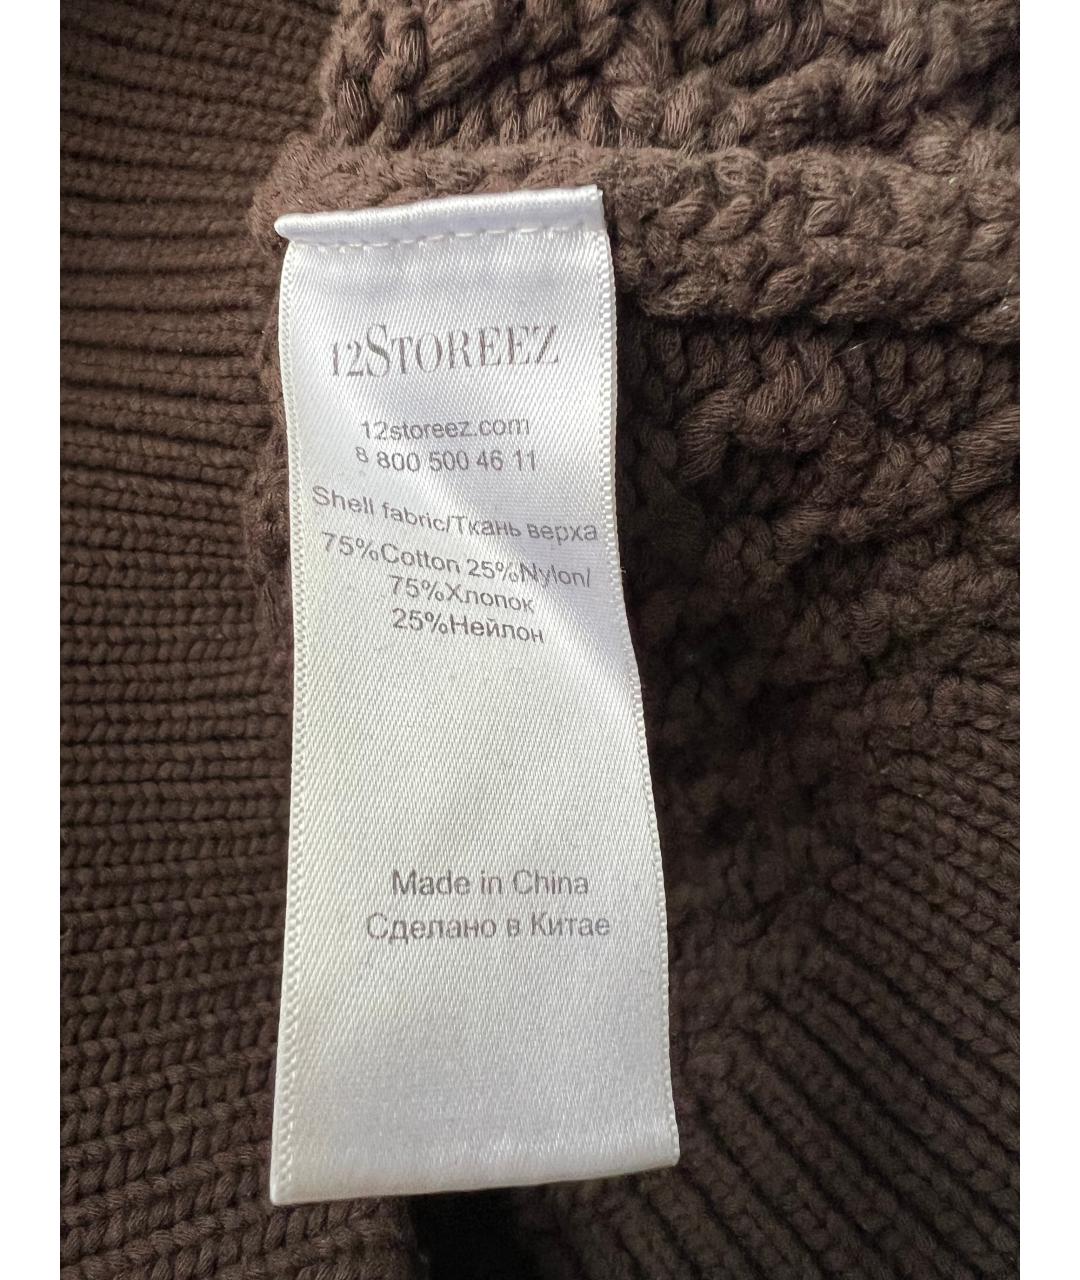 12STOREEZ
12storeez.com
8 800 500 46 11
Shell fabric/Ткань верха
75%Cotton 25%Nylon/
75%Хлопок
25%Нейлон
Made in China
Сделано в Китае